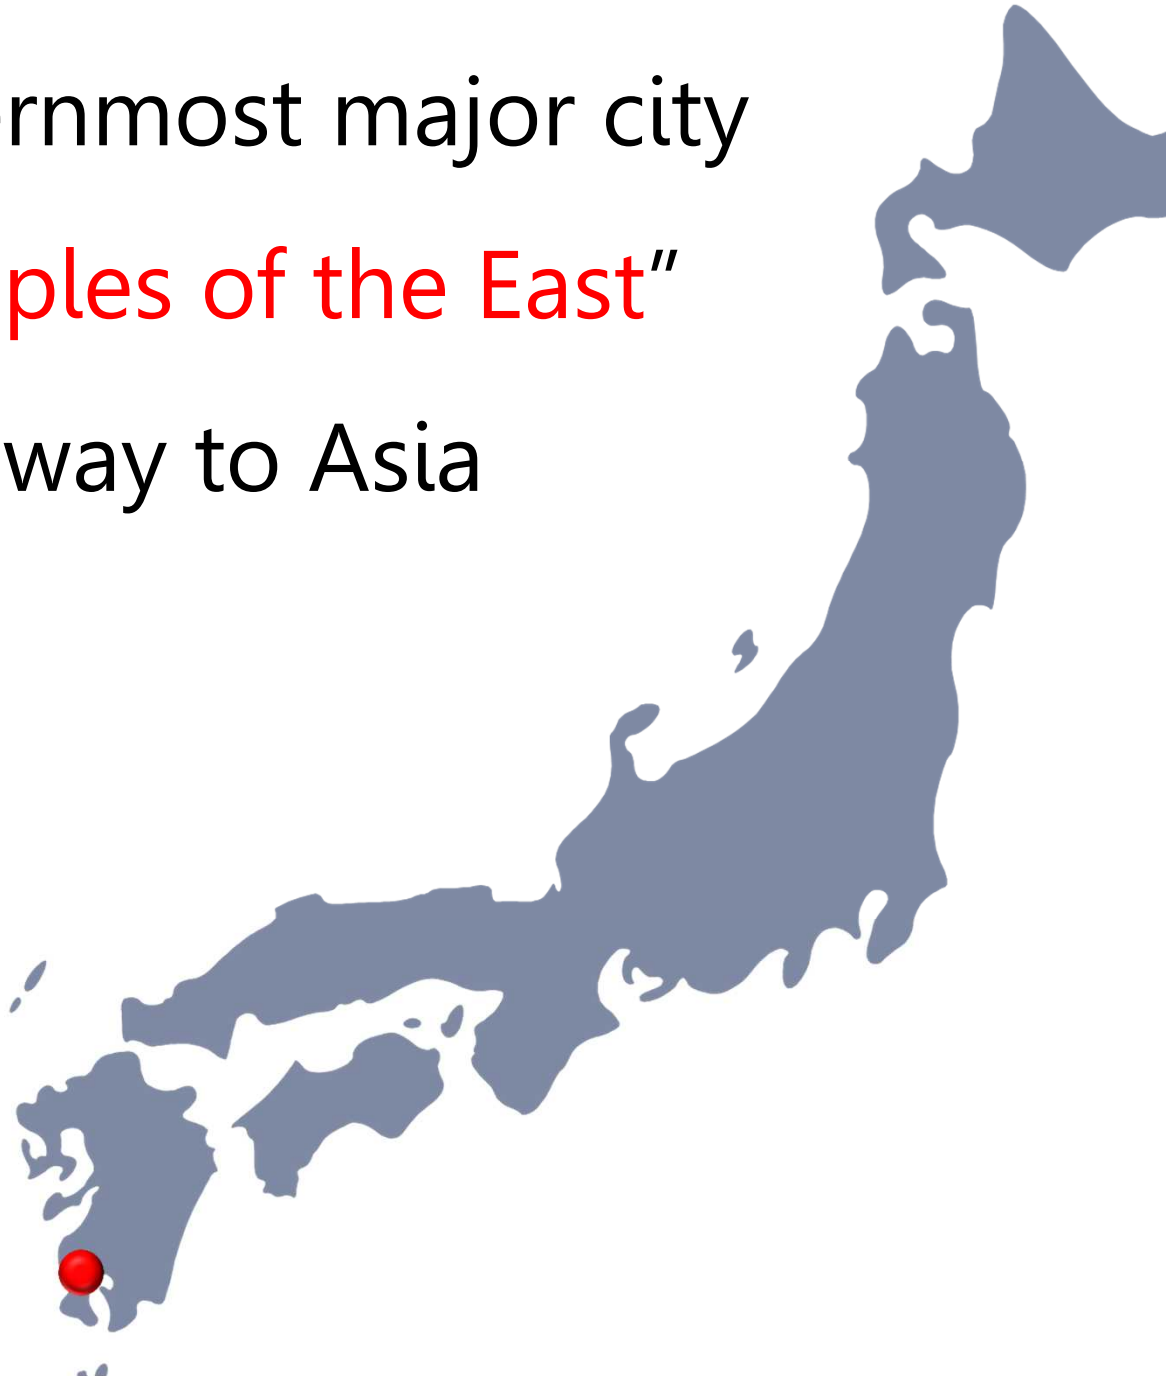 rnmost major city
ples of the East”
way to Asia